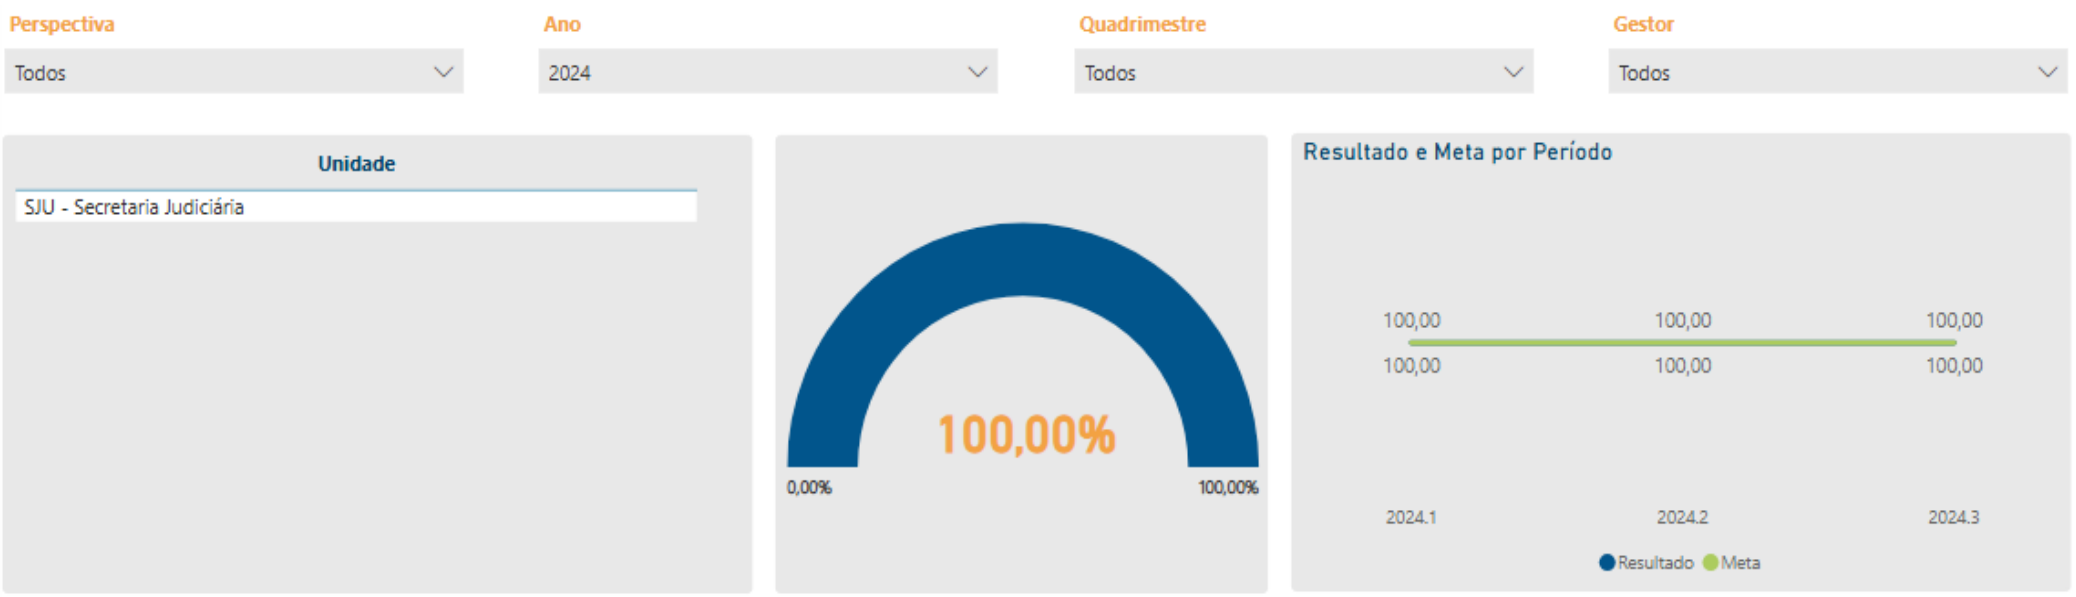 Perspectiva
Todos
Ano
2024
Quadrimestre
Todos
Gestor
Todos
Unidade
SJU - Secretaria Judiciária
100,00%
0,00%
100,00%
Resultado e Meta por Período
100,00 100,00 100,00
100,00 100,00 100,00
2024.1 2024.2 2024.3
Resultado Meta